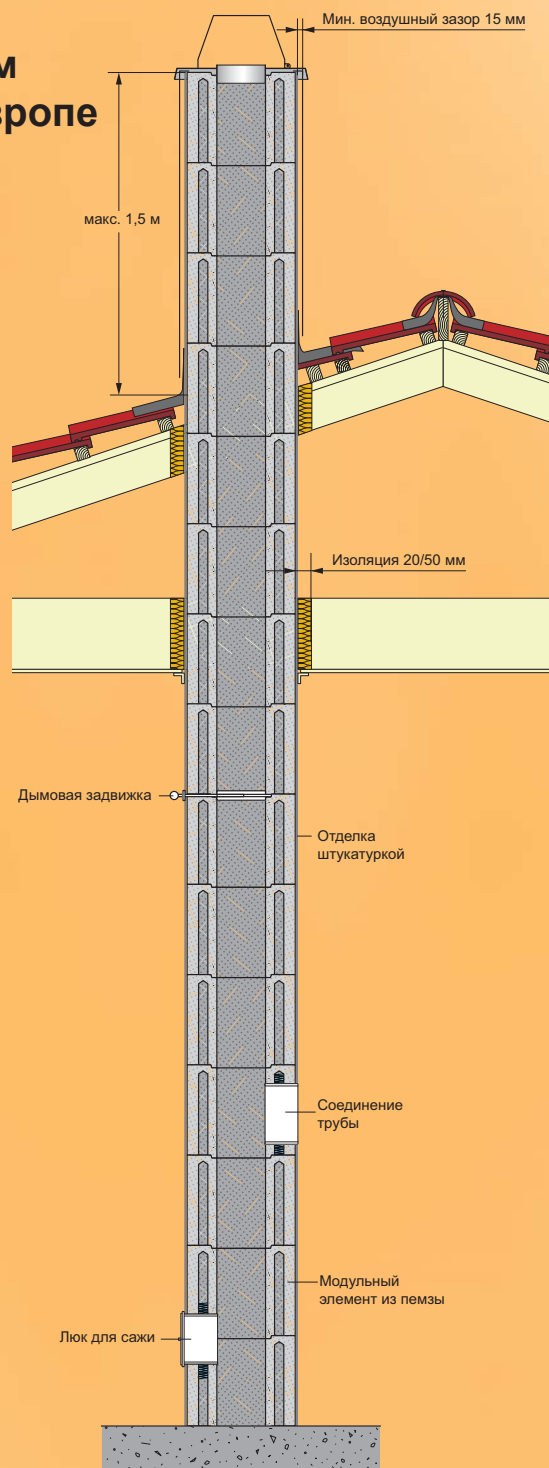 Мин. воздушный зазор 15 мм
м
вропе
макс. 1,5 м
Изоляция 20/50 мм
Дымовая задвижка
Отделка
штукатуркой
Соединение
трубы
Модульный
элемент из пемзы
Люк для сажи